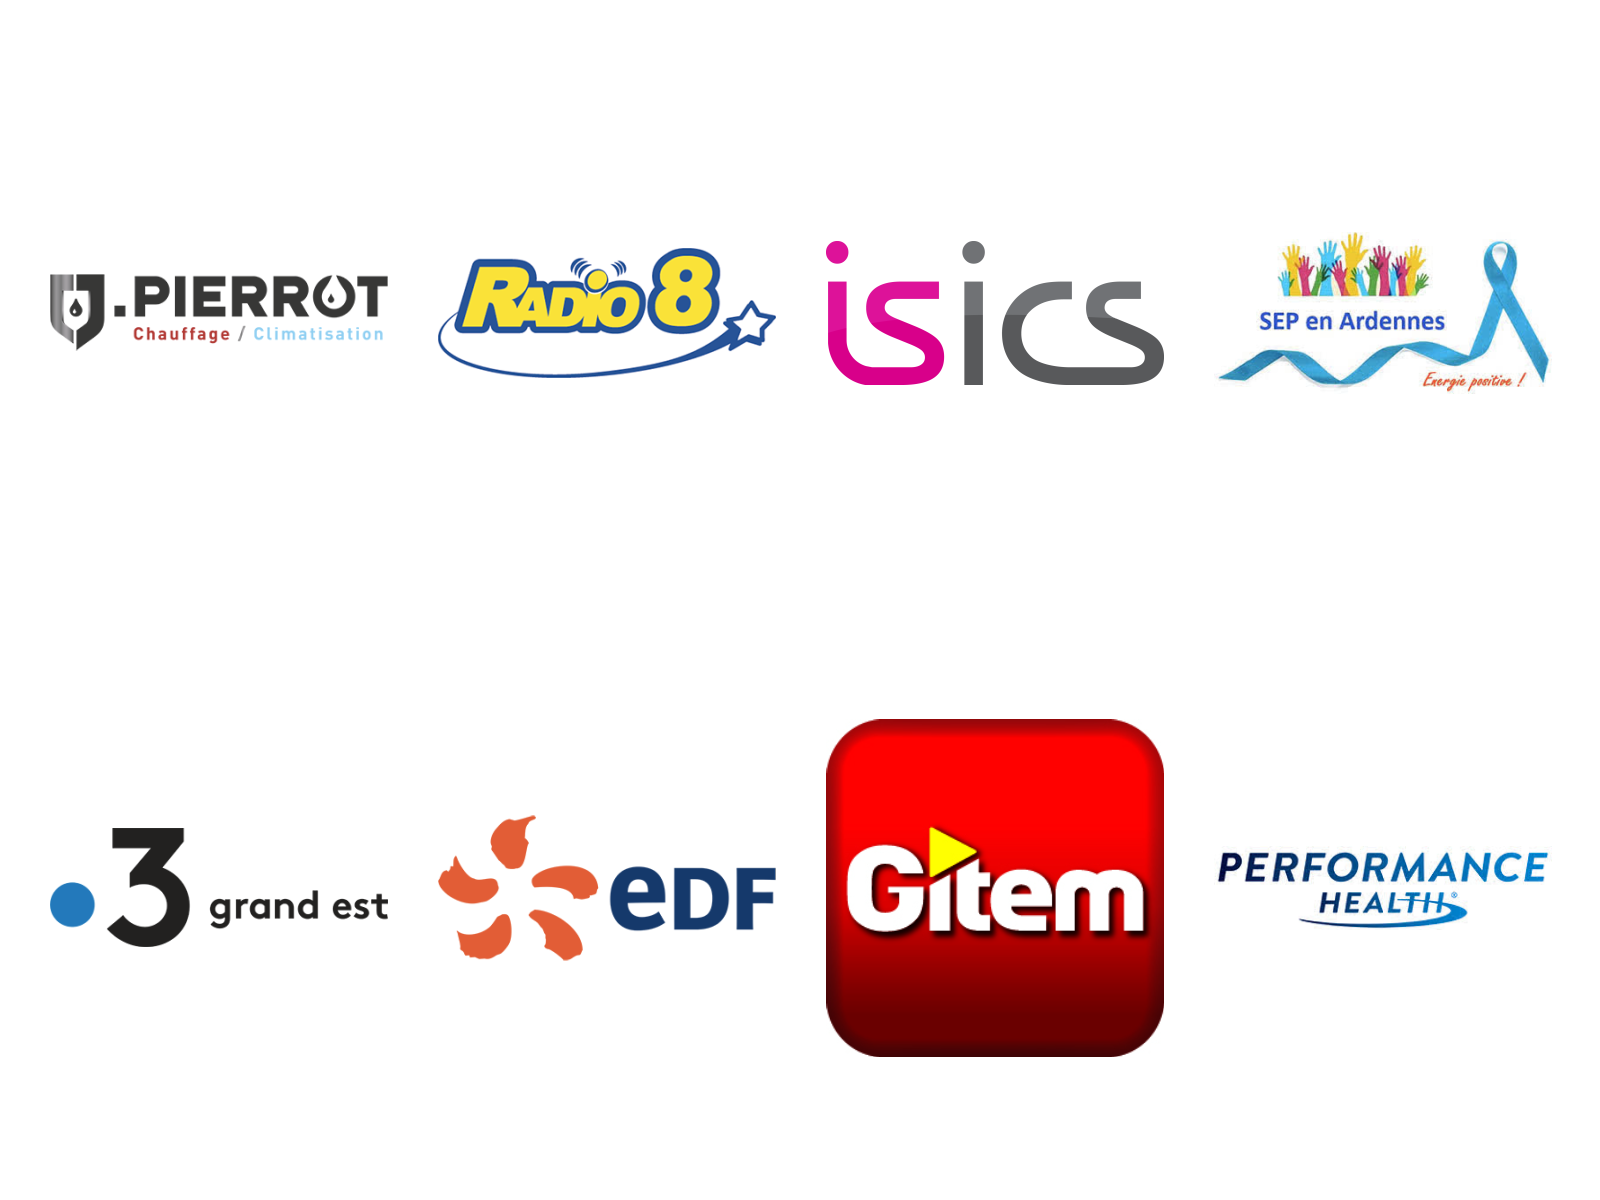 J.PIERROT
Chauffage / Climatisation
RADIO 8
isics
SEP en Ardennes
Energie positive !
3 grand est
eDF
Gitem
PERFORMANCE
HEALTH®